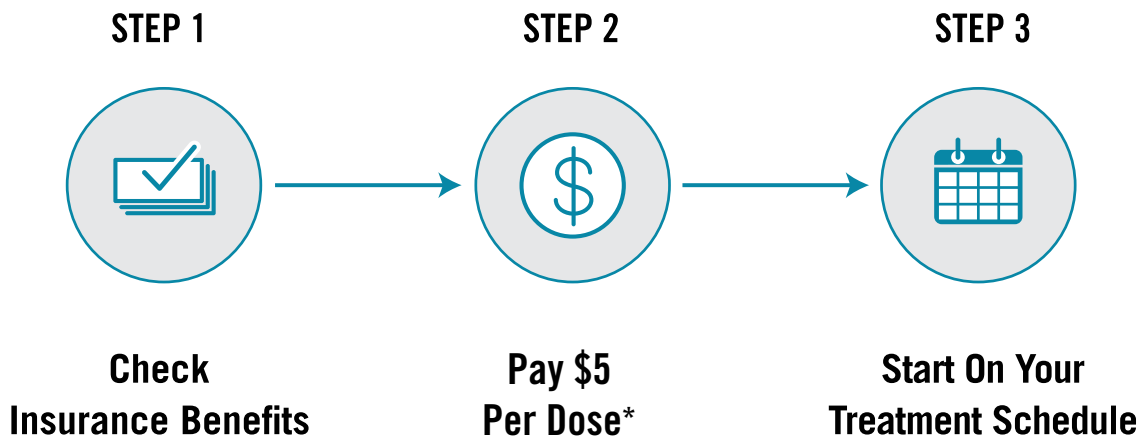 STEP 1
STEP 2
STEP 3
$
Check
Insurance Benefits
Pay $5
Per Dose*
Start On Your
Treatment Schedule